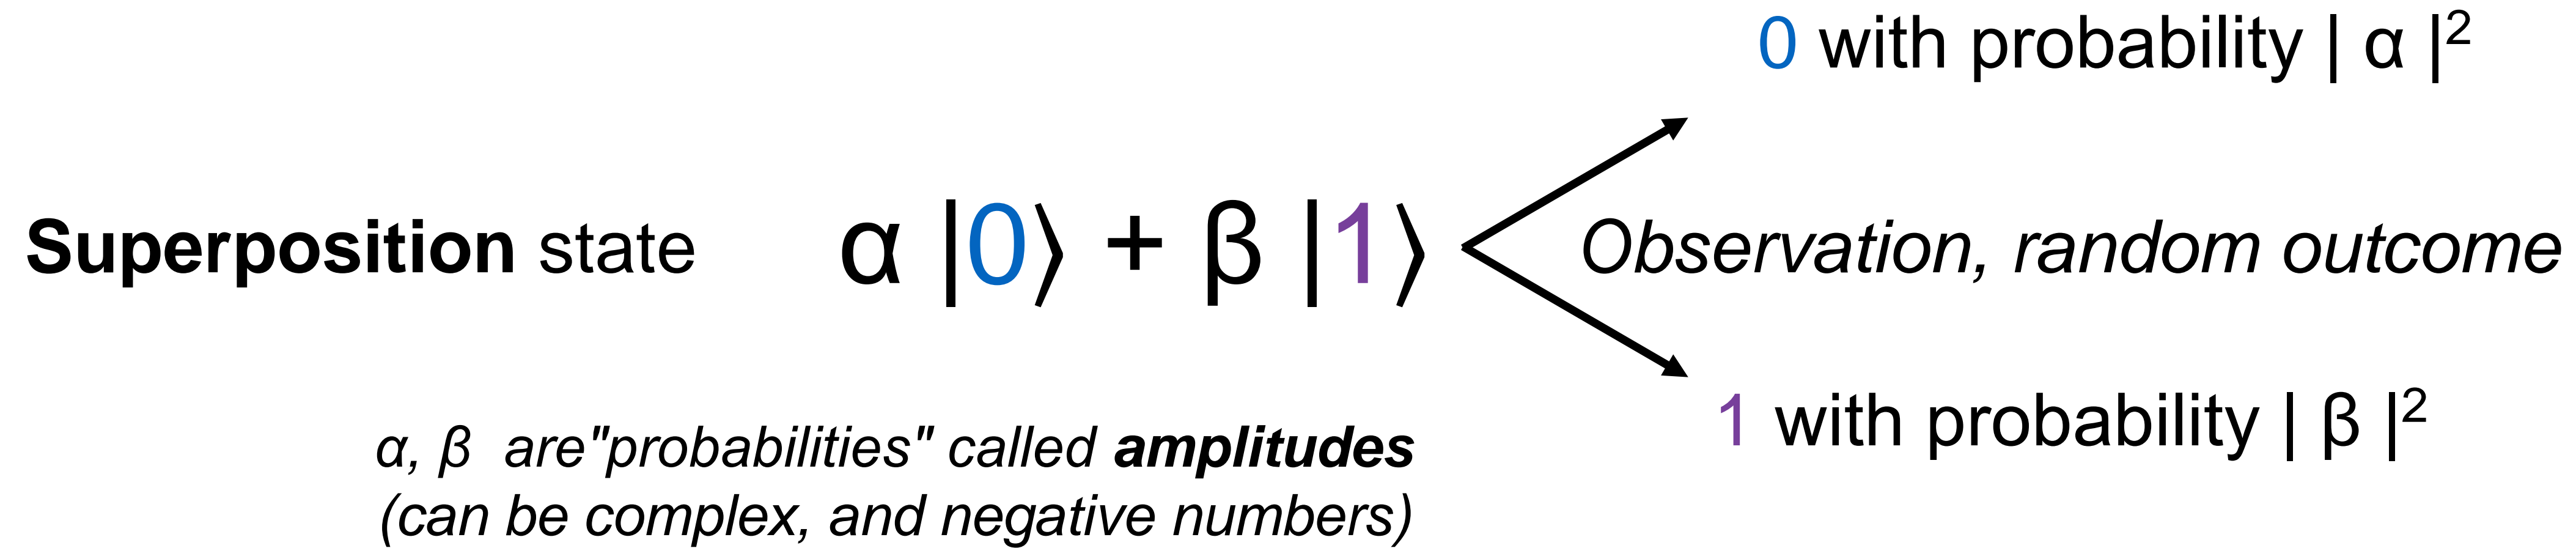 0 with probability | α |²
Superposition state α |0⟩ + β |1⟩ Observation, random outcome
1 with probability | β |²
α, β are"probabilities" called amplitudes
(can be complex, and negative numbers)